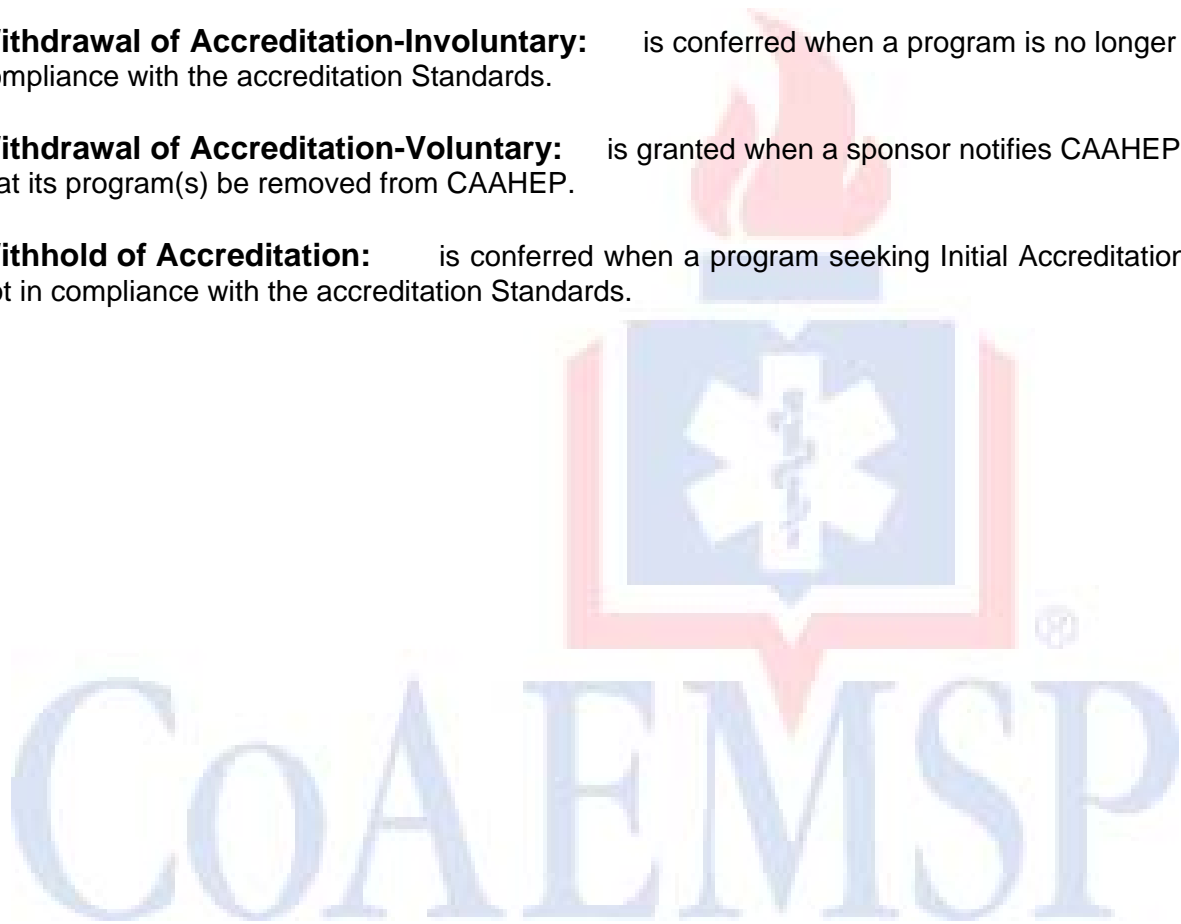 ithdrawal of Accreditation-Involuntary: is conferred when a program is no longer
ompliance with the accreditation Standards.
ithdrawal of Accreditation-Voluntary: is granted when a sponsor notifies CAAHEP
at its program(s) be removed from CAAHEP.
ithhold of Accreditation: is conferred when a program seeking Initial Accreditation
ot in compliance with the accreditation Standards.
®
CoAEMSP